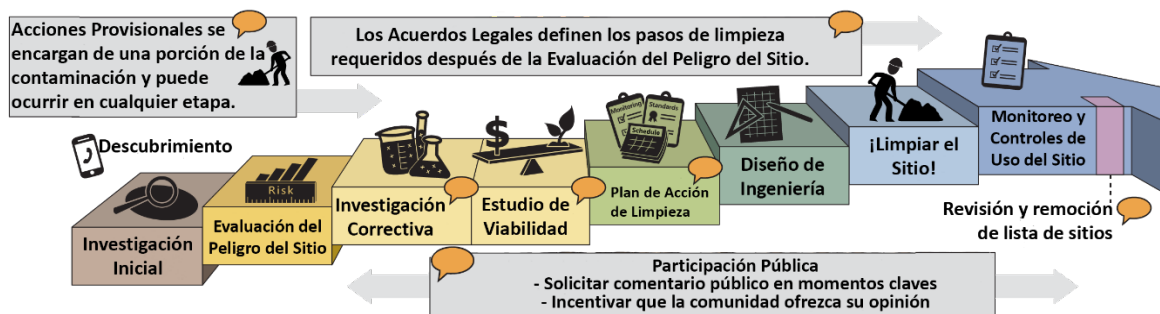 Acciones Provisionales se
encargan de una porción de la
contaminación y puede
ocurrir en cualquier etapa.
Los Acuerdos Legales definen los pasos de limpieza
requeridos después de la Evaluación del Peligro del Sitio.
Descubrimiento
Investigación
Inicial
Risk
Evaluación del
Peligro del Sitio
Investigación
Correctiva
$
Estudio de
Viabilidad
Monitoring
Standards
Schedule
Plan de Acción
de Limpieza
Diseño de
Ingeniería
¡Limpiar el
Sitio!
Monitoreo y
Controles de
Uso del Sitio
Revisión y remoción
de lista de sitios
Participación Pública
- Solicitar comentario público en momentos claves
- Incentivar que la comunidad ofrezca su opinión